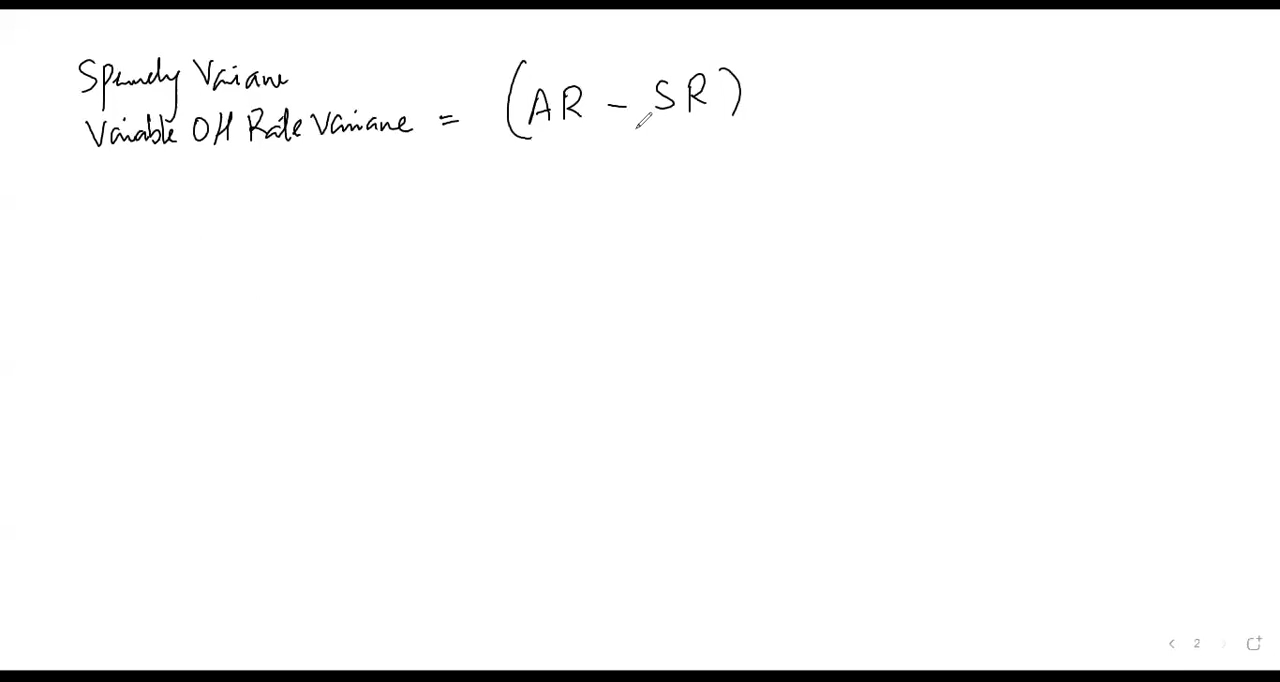 Spending Variance
Variable OH Rate Variance = (AR - SR)
2